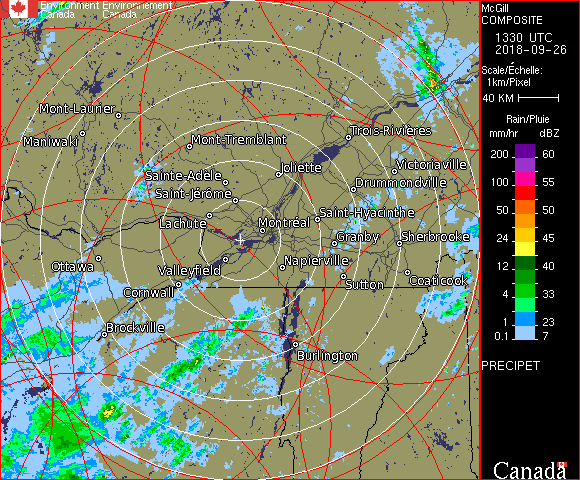 Environment Environnement
Canada Canada
McGill
COMPOSITE
1330 UTC
2018-09-26
Scale/Échelle:
1km/Pixel
40 KM
Rain/Pluie
mm/hr dBZ
200 60
100 55
50 50
24 45
12 40
4 33
1 23
0.1 7
PRECIPET
Canada
Mont-Laurier
Maniwaki
Mont-Tremblant
Trois-Rivières
Sainte-Adèle
Joliette
Victoriaville
Saint-Jérôme
Drummondville
Lachute
Montréal
Saint-Hyacinthe
Granby
Sherbrooke
Ottawa
Valleyfield
Napierville
Cornwall
Sutton
Coaticook
Brockville
Burlington